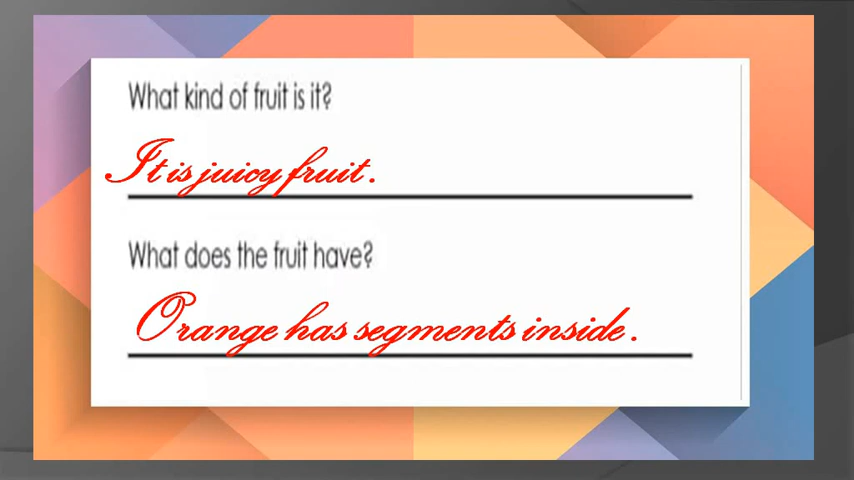 What kind of fruit is it?
It is juicy fruit.
What does the fruit have?
Orange has segments inside.